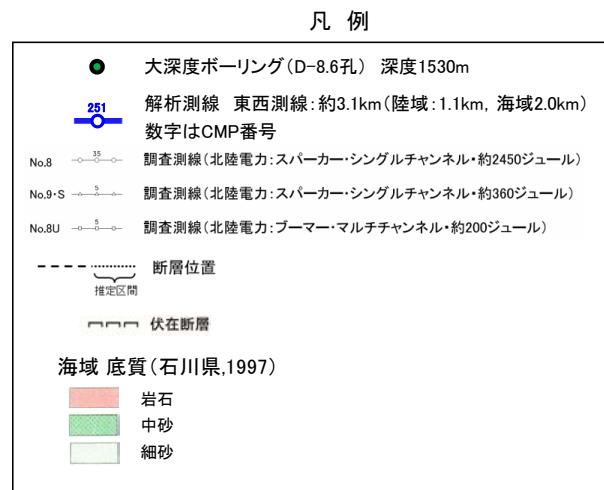 凡 例
大深度ボーリング(D-8.6孔) 深度1530m
251 解析測線 東西測線:約3.1km(陸域:1.1km, 海域2.0km)
数字はCMP番号
No.8 35 調査測線(北陸電力:スパーカー・シングルチャンネル・約2450ジュール)
No.9・S 5 調査測線(北陸電力:スパーカー・シングルチャンネル・約360ジュール)
No.8U 5 調査測線(北陸電力:ブーマー・マルチチャンネル・約200ジュール)
断層位置
推定区間
伏在断層
海域 底質(石川県,1997)
岩石
中砂
細砂